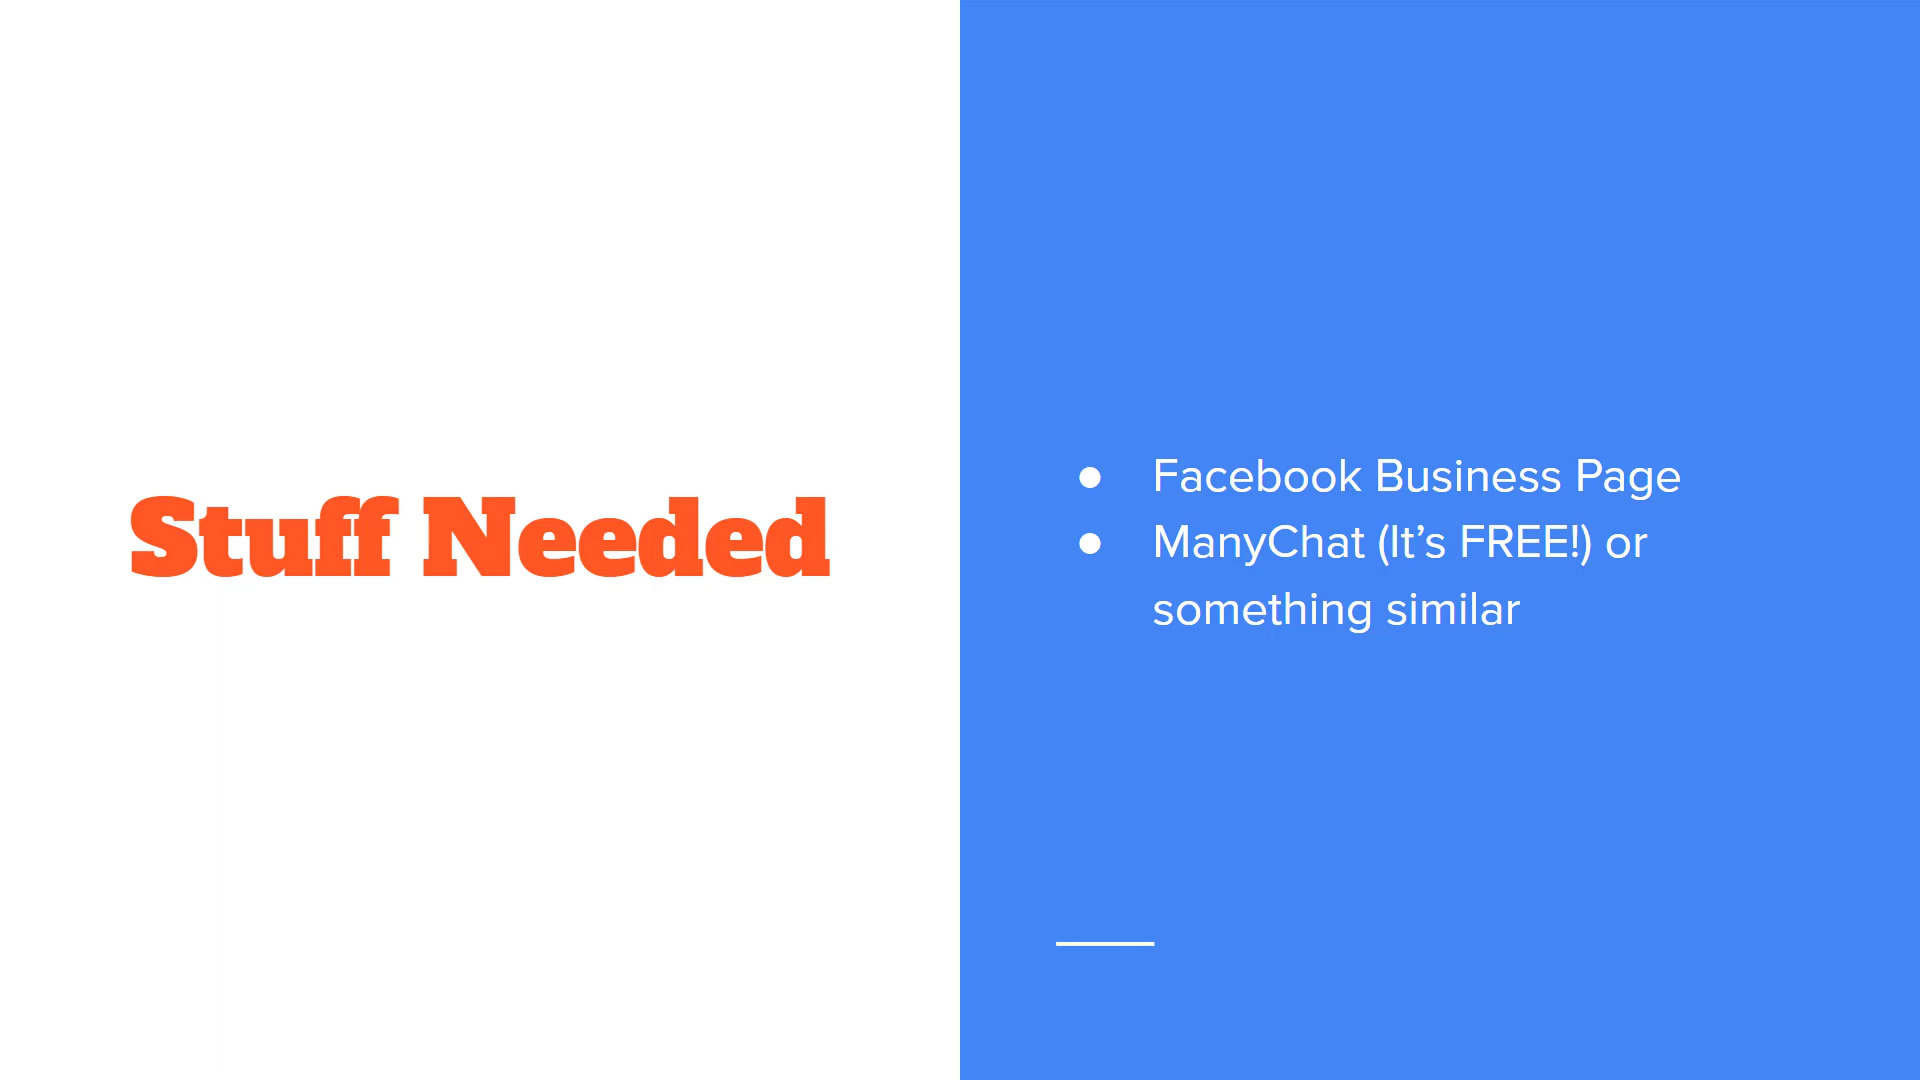 Stuff Needed
● Facebook Business Page
● ManyChat (It’s FREE!) or
something similar